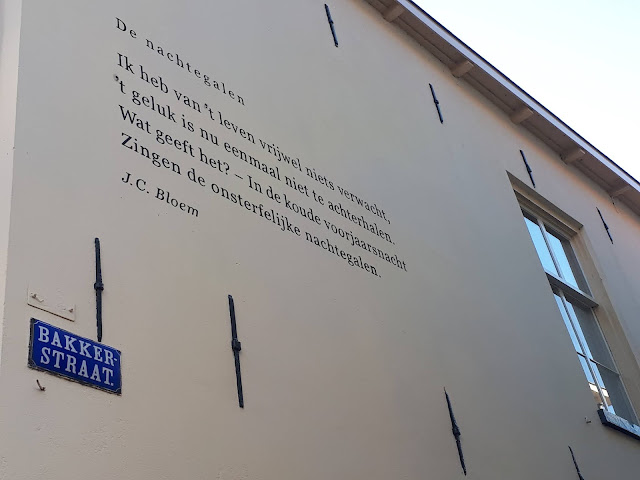 De nachtegalen
Ik heb van 't leven vrijwel niets verwacht,
't geluk is nu eenmaal niet te achterhalen.
Wat geeft het? – In de koude voorjaarsnacht
Zingen de onsterfelijke nachtegalen.
J.C. Bloem
BAKKER-
STRAAT.